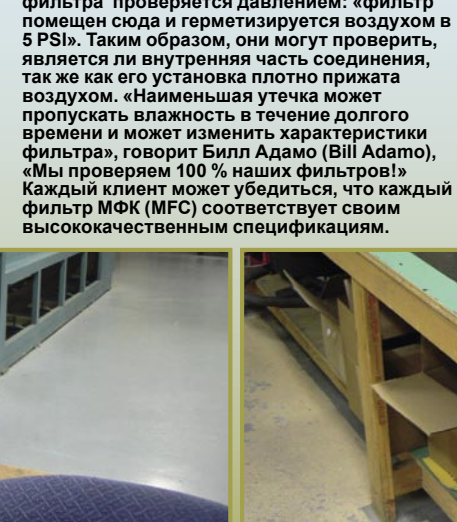 фильтра проверяется давлением: «фильтр
помещен сюда и герметизируется воздухом в
5 PSI». Таким образом, они могут проверить,
является ли внутренняя часть соединения,
так же как его установка плотно прижата
воздухом. «Наименьшая утечка может
пропускать влажность в течение долгого
времени и может изменить характеристики
фильтра», говорит Билл Адамо (Bill Adamo),
«Мы проверяем 100 % наших фильтров!»
Каждый клиент может убедиться, что каждый
фильтр МФК (MFC) соответствует своим
высококачественным спецификациям.